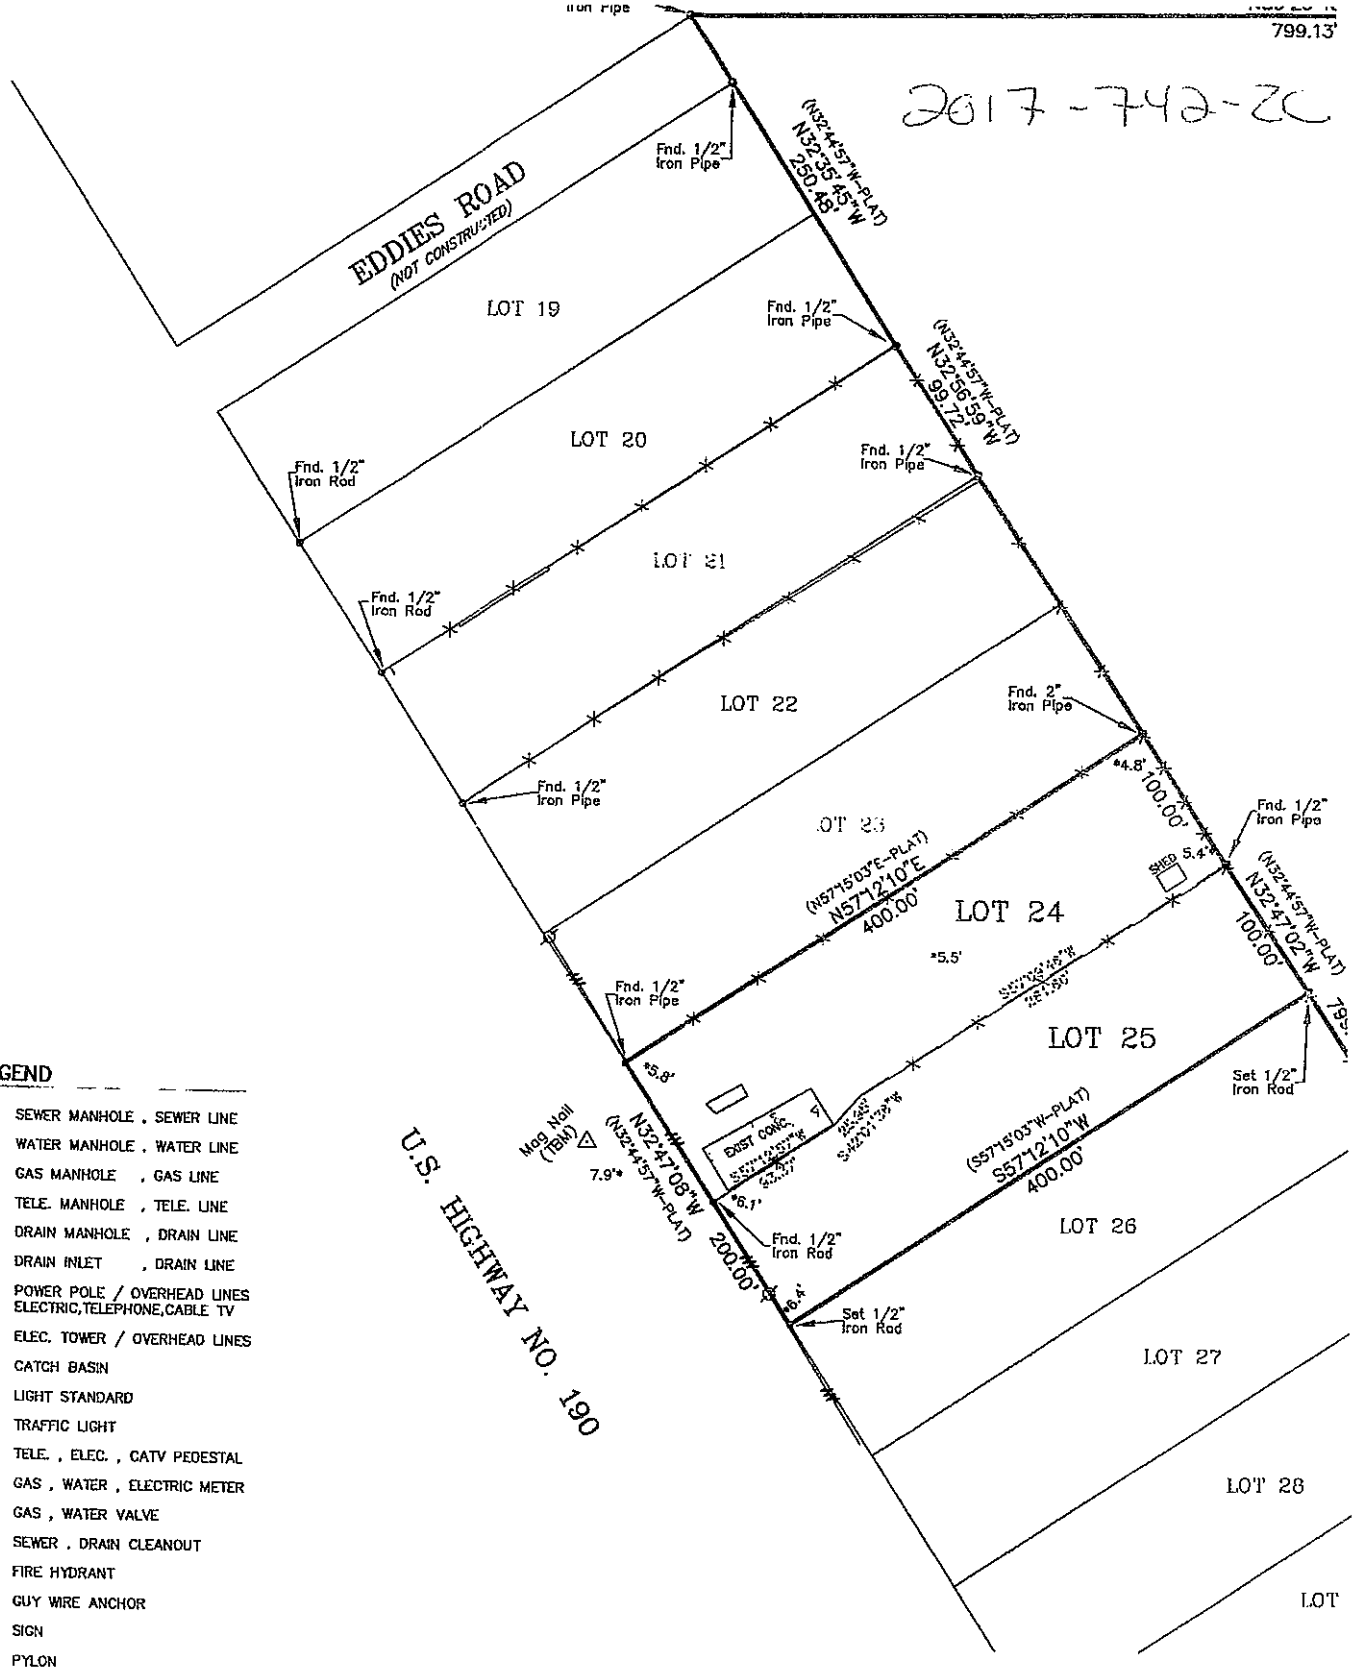 Iron Pipe
799.13'
2017-742-ZC
(N32°44'57"W-PLAT)
N32°35'45"W
250.48'
Fnd. 1/2"
Iron Pipe
EDDIES ROAD
(NOT CONSTRUCTED)
LOT 19
Fnd. 1/2"
Iron Pipe
(N32°44'57"W-PLAT)
N32°56'59"W
99.72'
LOT 20
Fnd. 1/2"
Iron Rod
Fnd. 1/2"
Iron Pipe
LOT 21
Fnd. 1/2"
Iron Rod
LOT 22
Fnd. 2"
Iron Pipe
*4.8'
100.00'
Fnd. 1/2"
Iron Pipe
Fnd. 1/2"
Iron Pipe
LOT 23
SHED
5.4'*
(N57°15'03"E-PLAT)
N57°12'10"E
400.00'
(N32°44'57"W-PLAT)
N32°47'02"W
100.00'
LOT 24
*5.5'
Fnd. 1/2"
Iron Pipe
799.
LOT 25
*5.8'
Set 1/2"
Iron Rod
Mag Nail
(TBM)
7.9'*
EXIST CONC.
S42°01'38"W
N32°47'08"W
(N32°44'57"W-PLAT)
200.00'
*6.1'
(S57°15'03"W-PLAT)
S57°12'10"W
400.00'
Fnd. 1/2"
Iron Rod
LOT 26
*6.4'
Set 1/2"
Iron Rod
U.S. HIGHWAY NO. 190
LOT 27
LOT 28
LOT
GEND
SEWER MANHOLE , SEWER LINE
WATER MANHOLE , WATER LINE
GAS MANHOLE , GAS LINE
TELE. MANHOLE , TELE. LINE
DRAIN MANHOLE , DRAIN LINE
DRAIN INLET , DRAIN LINE
POWER POLE / OVERHEAD LINES
ELECTRIC,TELEPHONE,CABLE TV
ELEC. TOWER / OVERHEAD LINES
CATCH BASIN
LIGHT STANDARD
TRAFFIC LIGHT
TELE. , ELEC. , CATV PEDESTAL
GAS , WATER , ELECTRIC METER
GAS , WATER VALVE
SEWER , DRAIN CLEANOUT
FIRE HYDRANT
GUY WIRE ANCHOR
SIGN
PYLON